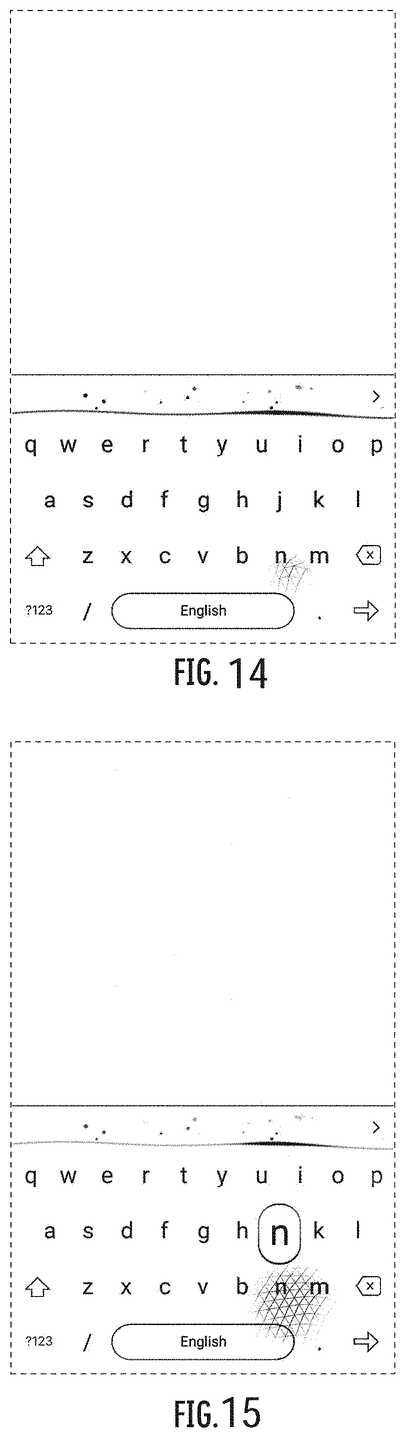 q w e r t y u i o p
a s d f g h j k l
z x c v b n m
?123 / English .
FIG. 14
q w e r t y u i o p
a s d f g h n k l
z x c v b n m
?123 / English .
FIG. 15